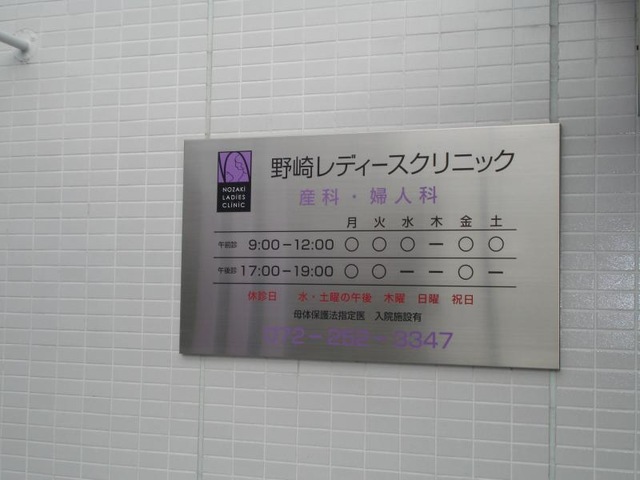 NOZAKI
LADIES
CLINIC
野崎レディースクリニック
産科・婦人科
月 火 水 木 金 土
午前診 9:00－12:00 ○ ○ ○ ー ○ ○
午後診 17:00－19:00 ○ ○ ー ー ○ ー
休診日 水・土曜の午後 木曜 日曜 祝日
母体保護法指定医 入院施設有
072－262－3347